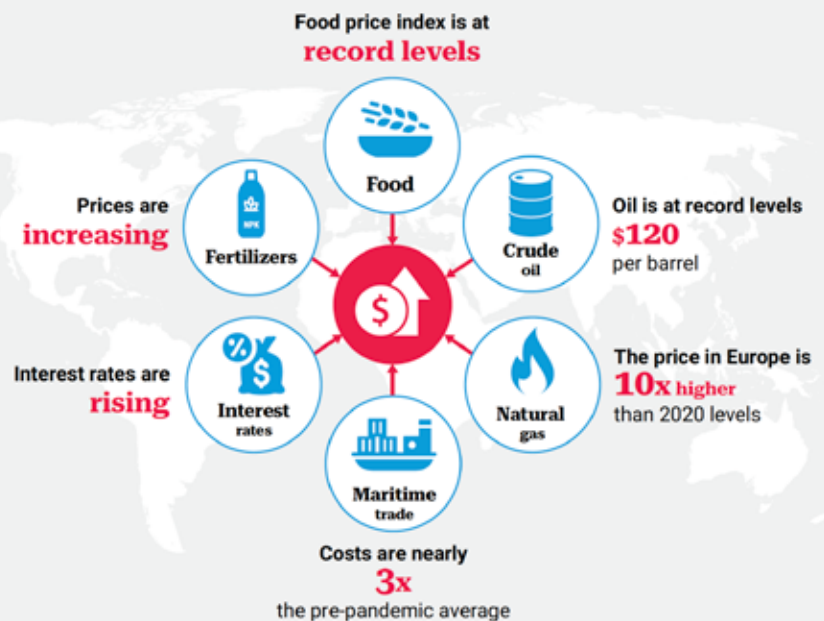 Food price index is at
record levels
Food
Prices are
increasing
NPK
Fertilizers
Crude
oil
Oil is at record levels
$120
per barrel
$
Interest rates are
rising
%
$
Interest
rates
Natural
gas
The price in Europe is
10x higher
than 2020 levels
Maritime
trade
Costs are nearly
3x
the pre-pandemic average